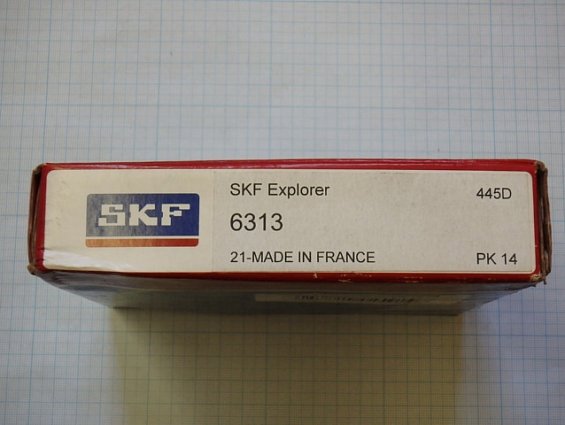 SKF
SKF Explorer
445D
6313
21-MADE IN FRANCE
PK 14